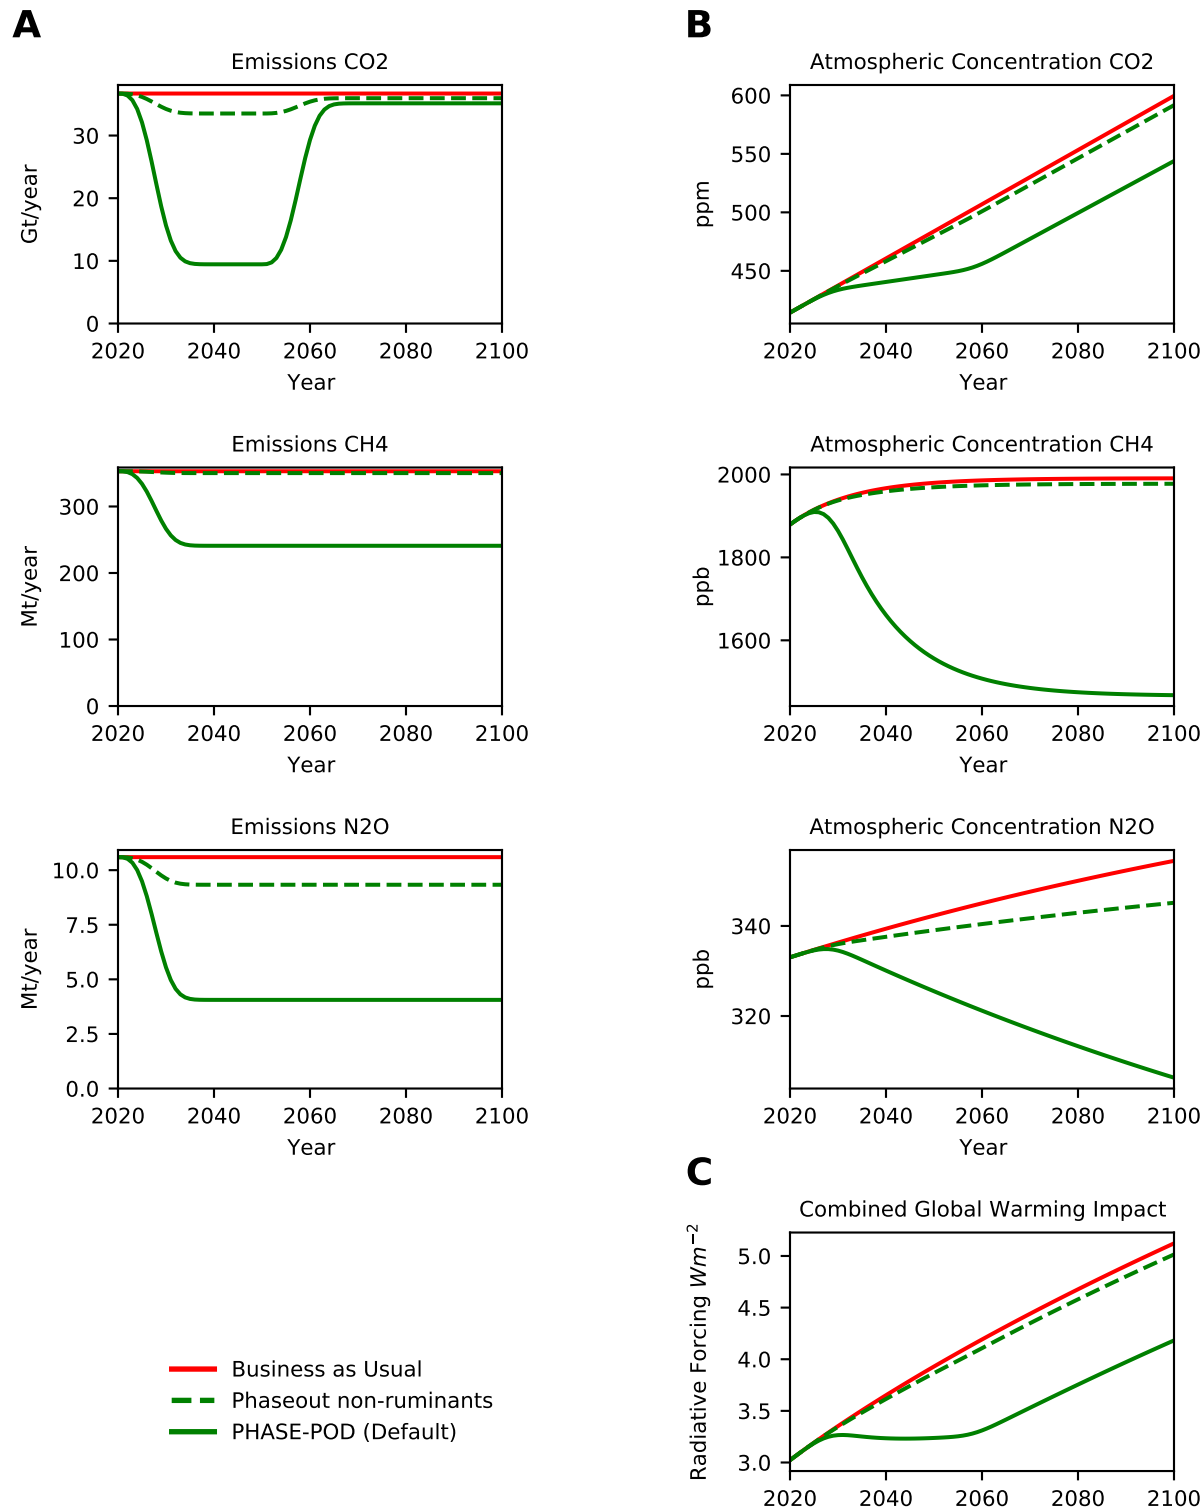 A
Emissions CO2
Gt/year
30
20
10
0
2020 2040 2060 2080 2100
Year
Emissions CH4
Mt/year
300
200
100
0
2020 2040 2060 2080 2100
Year
Emissions N2O
Mt/year
10.0
7.5
5.0
2.5
0.0
2020 2040 2060 2080 2100
Year
Business as Usual
Phaseout non-ruminants
PHASE-POD (Default)
B
Atmospheric Concentration CO2
ppm
600
550
500
450
2020 2040 2060 2080 2100
Year
Atmospheric Concentration CH4
ppb
2000
1800
1600
2020 2040 2060 2080 2100
Year
Atmospheric Concentration N2O
ppb
340
320
2020 2040 2060 2080 2100
Year
C
Combined Global Warming Impact
Radiative Forcing Wm⁻²
5.0
4.5
4.0
3.5
3.0
2020 2040 2060 2080 2100